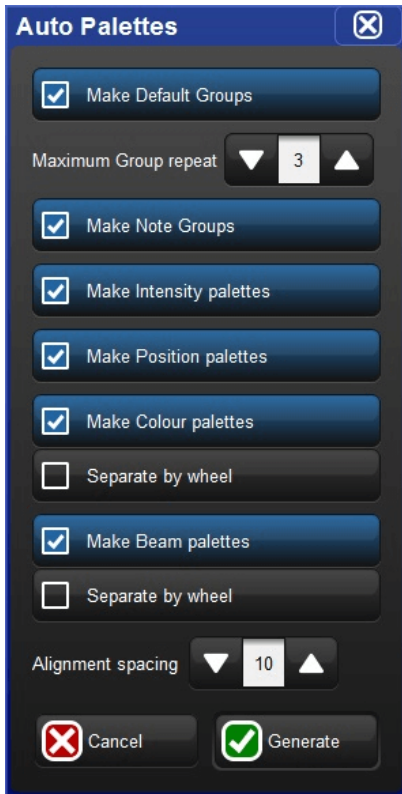 Auto Palettes
Make Default Groups
Maximum Group repeat 3
Make Note Groups
Make Intensity palettes
Make Position palettes
Make Colour palettes
Separate by wheel
Make Beam palettes
Separate by wheel
Alignment spacing 10
Cancel Generate